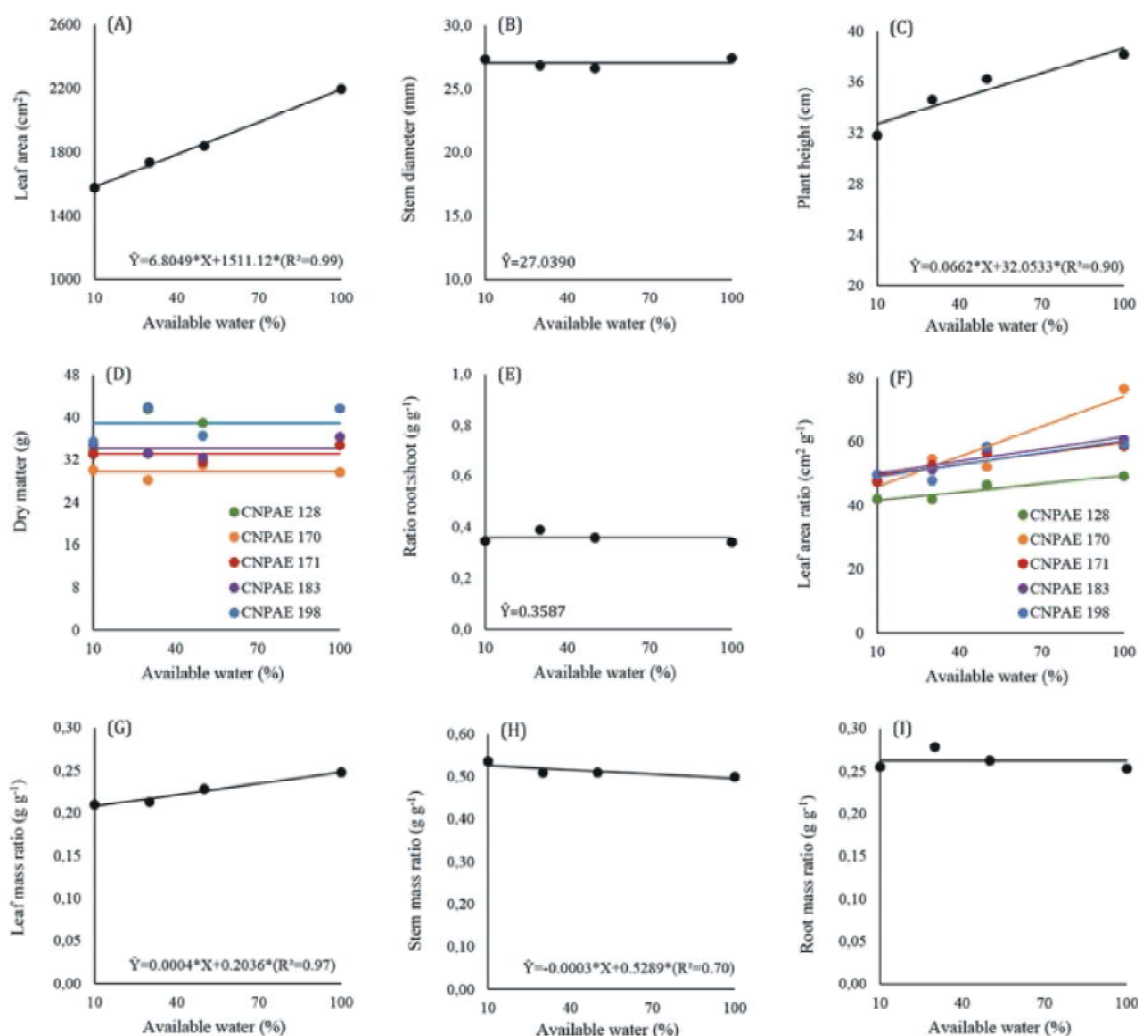 (A)
2600
2200
1800
1400
1000
Leaf area (cm²)
Ŷ=6.8049*X+1511.12*(R²=0.99)
10 40 70 100
Available water (%)
(B)
30,0
25,0
20,0
15,0
10,0
Stem diameter (mm)
Ŷ=27.0390
10 40 70 100
Available water (%)
(C)
40
36
32
28
24
20
Plant height (cm)
Ŷ=0.0662*X+32.0533*(R²=0.90)
10 40 70 100
Available water (%)
(D)
48
40
32
24
16
8
0
Dry mater (g)
CNPAE 128
CNPAE 170
CNPAE 171
CNPAE 183
CNPAE 198
10 40 70 100
Available water (%)
(E)
1,0
0,8
0,6
0,4
0,2
0,0
Ratio root:shoot (g g⁻¹)
Ŷ=0.3587
10 40 70 100
Available water (%)
(F)
80
60
40
20
0
Leaf area ratio (cm² g⁻¹)
CNPAE 128
CNPAE 170
CNPAE 171
CNPAE 183
CNPAE 198
10 40 70 100
Available water (%)
(G)
0,30
0,25
0,20
0,15
0,10
0,05
0,00
Leaf mass ratio (g g⁻¹)
Ŷ=0.0004*X+0.2036*(R²=0.97)
10 40 70 100
Available water (%)
(H)
0,60
0,50
0,40
0,30
0,20
0,10
0,00
Stem mass ratio (g g⁻¹)
Ŷ=-0.0003*X+0.5289*(R²=0.70)
10 40 70 100
Available water (%)
(I)
0,30
0,25
0,20
0,15
0,10
0,05
0,00
Root mass ratio (g g⁻¹)
10 40 70 100
Available water (%)